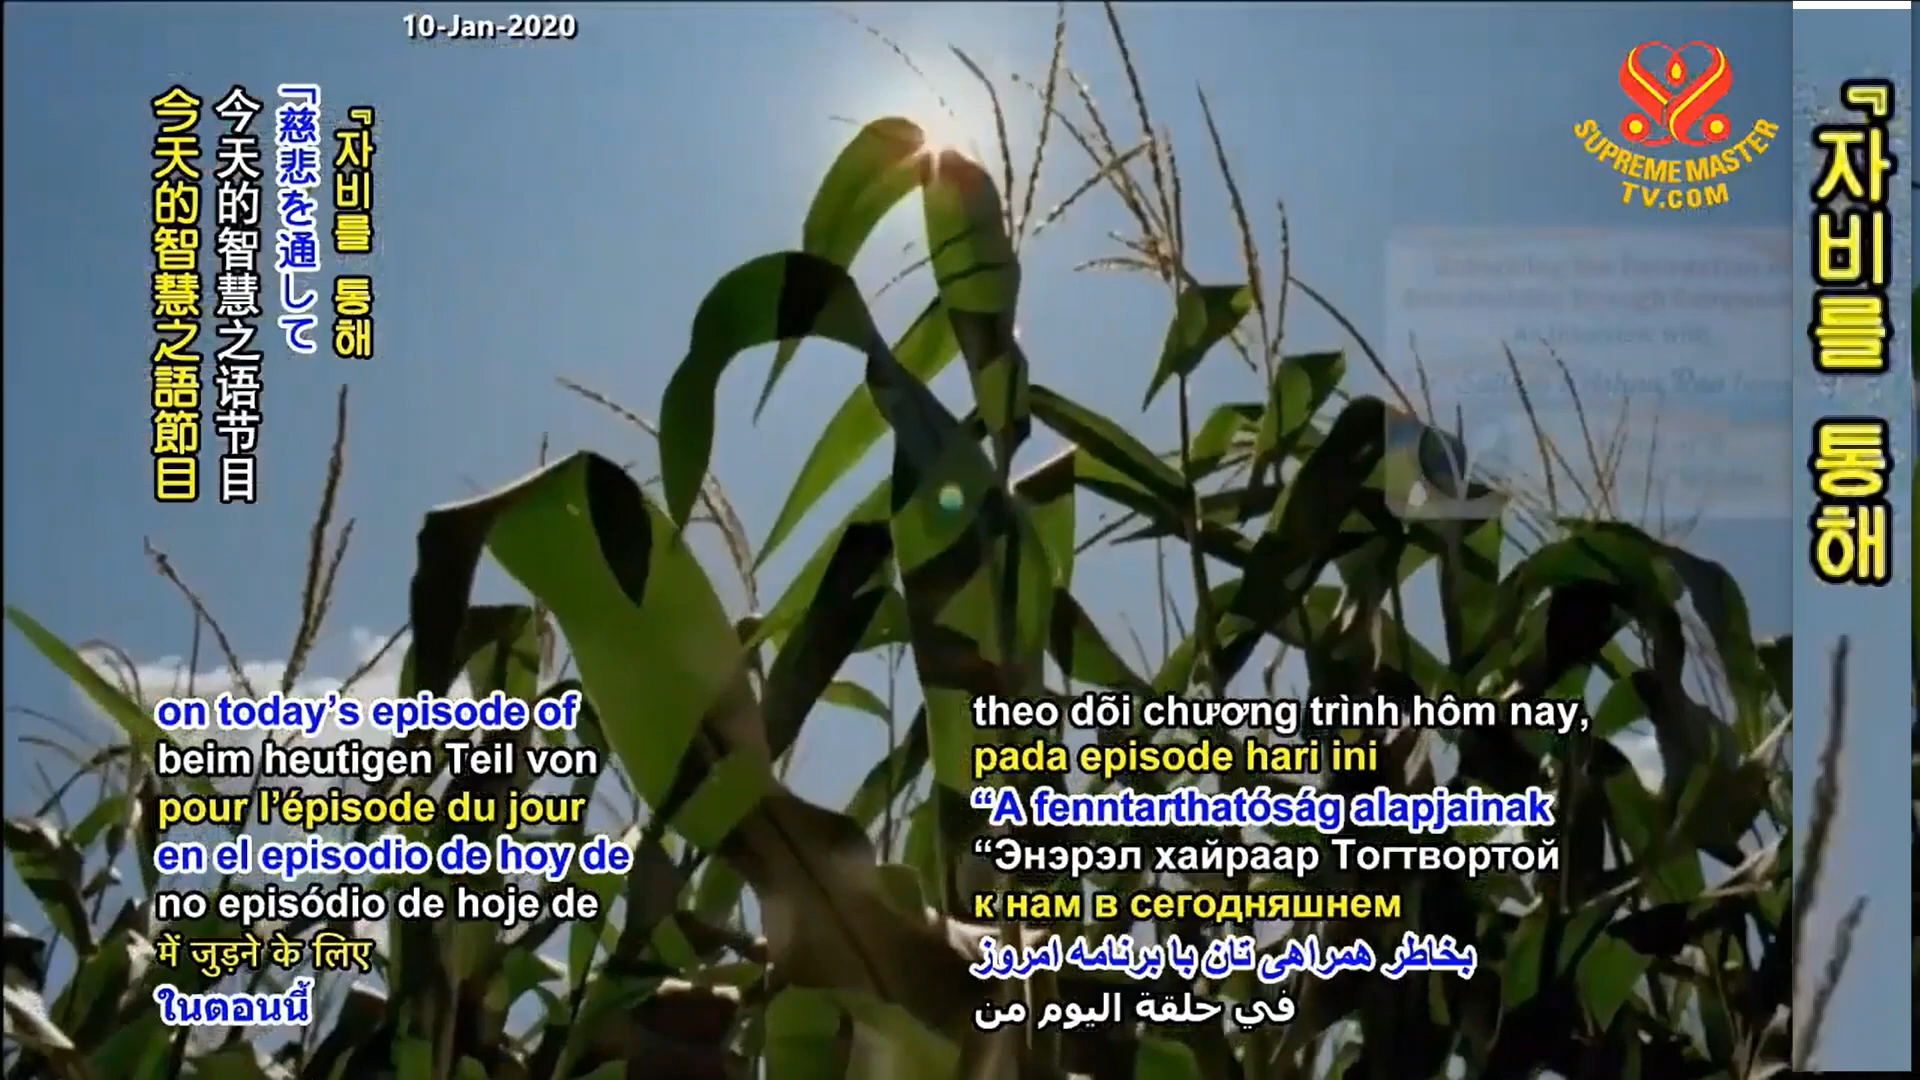 10-Jan-2020
SUPREME MASTER
TV.COM
『자비를 통해
「慈悲を通して
今天的智慧之语节目
今天的智慧之語節目
『자비를 통해
on today’s episode of
beim heutigen Teil von
pour l’épisode du jour
en el episodio de hoy de
no episódio de hoje de
में जुड़ने के लिए
ในตอนนี้
theo dõi chương trình hôm nay,
pada episode hari ini
“A fenntarthatóság alapjainak
“Энэрэл хайраар Тогтвортой
к нам в сегодняшнем
بخاطر همراهی تان با برنامه امروز
في حلقة اليوم من